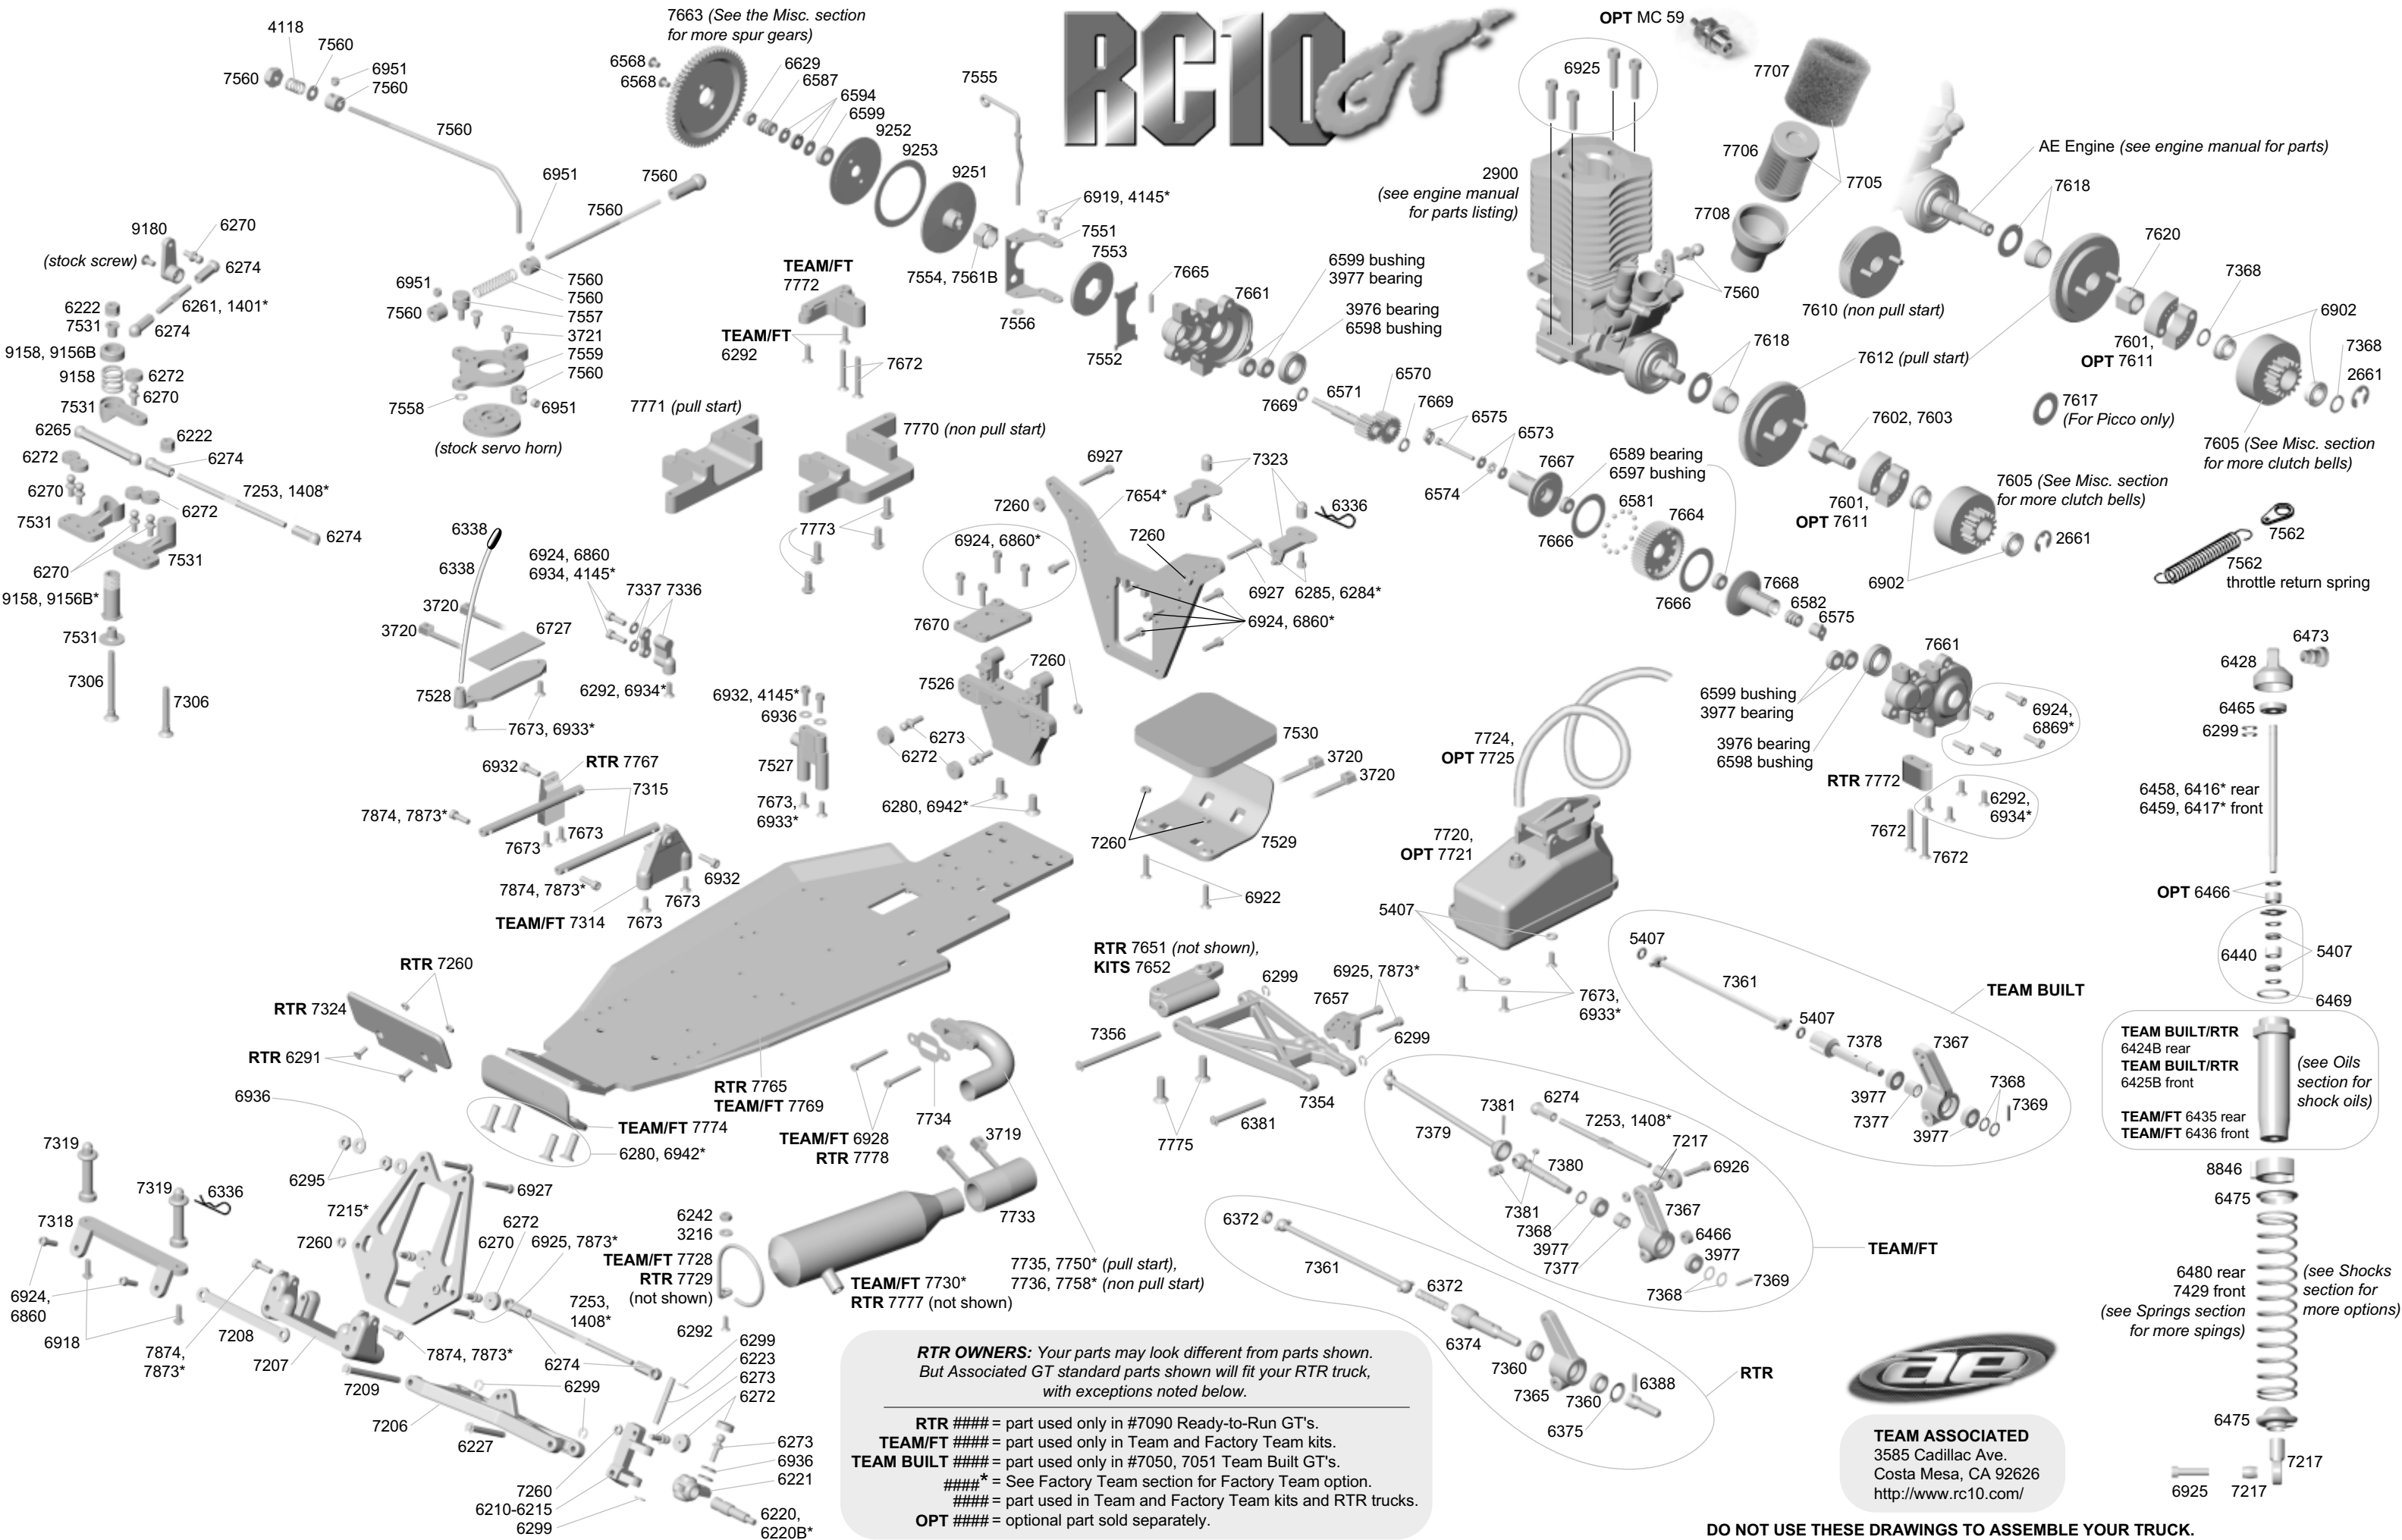 7663 (See the Misc. section
for more spur gears)
4118
7560
7560
6951
7560
7560
6568
6568
6629
6587
6594
6599
9252
9253
9251
7555
RC10 GT
OPT MC 59
6925
7707
7706
7705
7708
2900
(see engine manual
for parts listing)
AE Engine (see engine manual for parts)
7618
7620
7368
6902
7368
2661
7610 (non pull start)
7601,
OPT 7611
7605 (See Misc. section
for more clutch bells)
7617
(For Picco only)
7612 (pull start)
7618
7560
7602, 7603
7601,
OPT 7611
7605 (See Misc. section
for more clutch bells)
2661
6902
7562
7562
throttle return spring
6951
7560
7560
9180
6270
(stock screw)
6274
6222
7531
6261, 1401*
6274
9158, 9156B
9158
6272
6270
7531
6265
6222
6274
6272
6270
7253, 1408*
6272
7531
6274
7531
6270
9158, 9156B*
7531
7306
7306
6951
7560
7560
7560
7557
3721
7559
7560
7558
6951
(stock servo horn)
6919, 4145*
7551
7553
7554, 7561B
7556
7552
7665
7661
6599 bushing
3977 bearing
3976 bearing
6598 bushing
TEAM/FT
7772
TEAM/FT
6292
7672
7771 (pull start)
7770 (non pull start)
7773
7669
6571
6570
7669
6575
6573
6574
7667
6589 bearing
6597 bushing
7666
6581
7664
7666
7668
6582
6575
7661
6599 bushing
3977 bearing
3976 bearing
6598 bushing
6924,
6869*
RTR 7772
6292,
6934*
7672
7672
6927
7260
7654*
7323
6336
7260
6927
6285, 6284*
6924, 6860*
6924, 6860*
7670
7260
7526
6273
6272
6280, 6942*
6338
6338
6924, 6860
6934, 4145*
7337 7336
3720
3720
6727
7528
6292, 6934*
7673, 6933*
6932, 4145*
6936
7527
7673,
6933*
6932
RTR 7767
7315
7874, 7873*
7673
7673
7874, 7873*
6932
7673
TEAM/FT 7314
7673
7530
3720
3720
7260
7529
6922
7724,
OPT 7725
7720,
OPT 7721
5407
7673,
6933*
6473
6428
6465
6299
6458, 6416* rear
6459, 6417* front
OPT 6466
6440
5407
6469
TEAM BUILT/RTR
6424B rear
TEAM BUILT/RTR
6425B front
TEAM/FT 6435 rear
TEAM/FT 6436 front
(see Oils
section for
shock oils)
8846
6475
6480 rear
7429 front
(see Springs section
for more spings)
(see Shocks
section for
more options)
6475
7217
6925
7217
RTR 7260
RTR 7324
RTR 6291
RTR 7765
TEAM/FT 7769
TEAM/FT 7774
6280, 6942*
6936
6295
7319
7319
6336
7318
7215*
7260
6927
6272
6270
6925, 7873*
6924,
6860
6918
7208
7874,
7873*
7207
7209
7874, 7873*
7253,
1408*
6274
6299
7206
6227
6299
6223
6273
6272
6273
6936
6221
7260
6210-6215
6299
6220,
6220B*
6242
3216
TEAM/FT 7728
RTR 7729
(not shown)
6292
TEAM/FT 6928
RTR 7778
7734
3719
7733
TEAM/FT 7730*
RTR 7777 (not shown)
7735, 7750* (pull start),
7736, 7758* (non pull start)
RTR 7651 (not shown),
KITS 7652
6299
6925, 7873*
7657
7356
6299
7354
7775
6381
5407
7361
5407
TEAM BUILT
7378
7367
3977
7377
7368
7369
3977
7381
6274
7253, 1408*
7379
7217
6926
7380
7381
7368
7367
6466
3977
7377
3977
7369
7368
TEAM/FT
6372
7361
6372
6374
7360
7365
7360
6388
6375
RTR
RTR OWNERS: Your parts may look different from parts shown.
But Associated GT standard parts shown will fit your RTR truck,
with exceptions noted below.
RTR #### = part used only in #7090 Ready-to-Run GT's.
TEAM/FT #### = part used only in Team and Factory Team kits.
TEAM BUILT #### = part used only in #7050, 7051 Team Built GT's.
####* = See Factory Team section for Factory Team option.
#### = part used in Team and Factory Team kits and RTR trucks.
OPT #### = optional part sold separately.
ae
TEAM ASSOCIATED
3585 Cadillac Ave.
Costa Mesa, CA 92626
http://www.rc10.com/
DO NOT USE THESE DRAWINGS TO ASSEMBLE YOUR TRUCK.